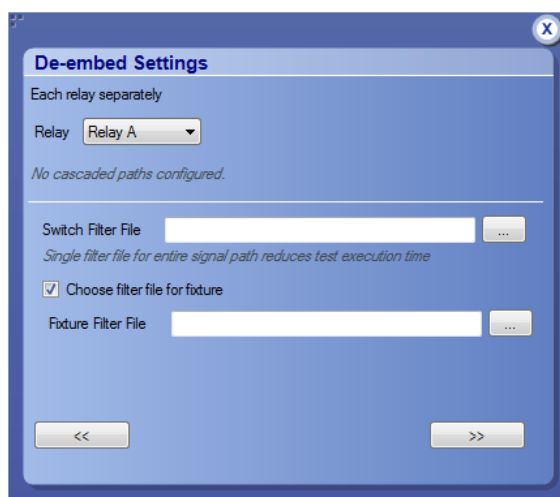 X
De-embed Settings
Each relay separately
Relay Relay A
No cascaded paths configured.
Switch Filter File ...
Single filter file for entire signal path reduces test execution time
Choose filter file for fixture
Fixture Filter File ...
<< >>